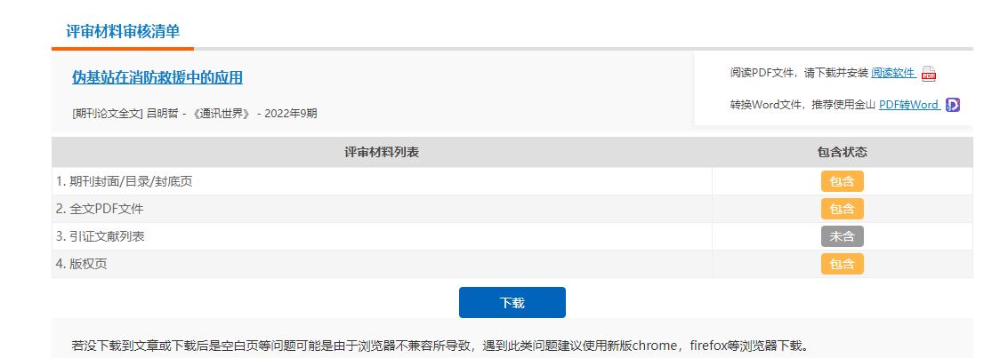 评审材料审核清单
伪基站在消防救援中的应用
[期刊论文全文] 吕明哲 - 《通讯世界》 - 2022年9期
阅读PDF文件，请下载并安装 阅读软件
PDF
转换Word文件，推荐使用金山 PDF转Word
评审材料列表 包含状态
1. 期刊封面/目录/封底页 包含
2. 全文PDF文件 包含
3. 引证文献列表 未含
4. 版权页 包含
下载
若没下载到文章或下载后是空白页等问题可能是由于浏览器不兼容所导致，遇到此类问题建议使用新版chrome，firefox等浏览器下载。